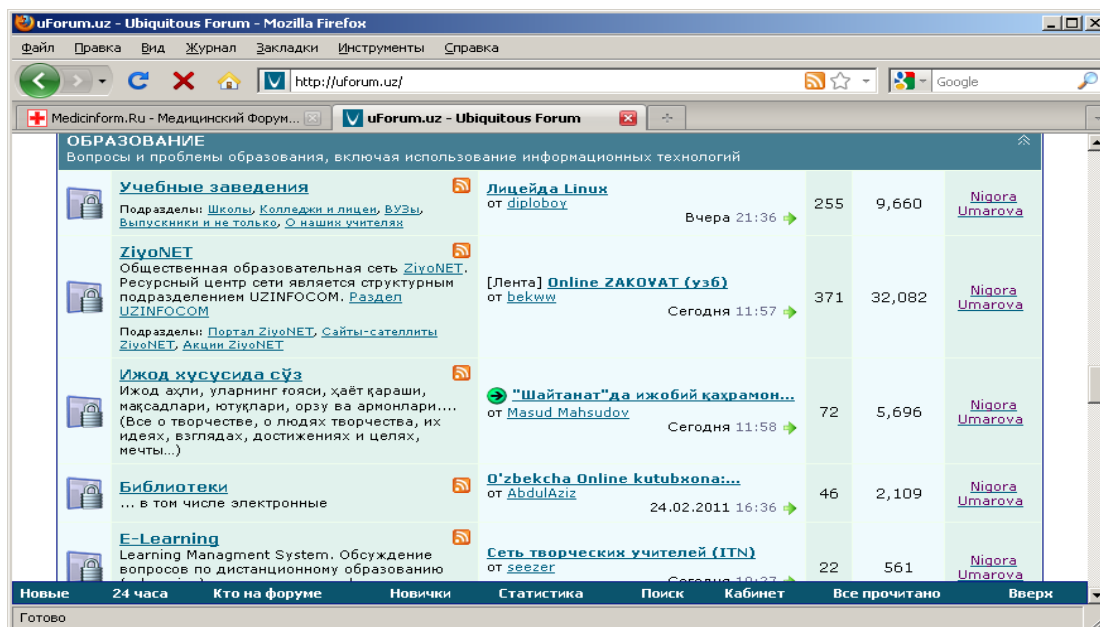 uForum.uz - Ubiquitous Forum - Mozilla Firefox
Файл Правка Вид Журнал Закладки Инструменты Справка
http://uforum.uz/ Google
Medicinform.Ru - Медицинский Форум... uForum.uz - Ubiquitous Forum
ОБРАЗОВАНИЕ
Вопросы и проблемы образования, включая использование информационных технологий
Учебные заведения
Подразделы: Школы, Колледжи и лицеи, ВУЗы,
Выпускники и не только, О наших учителях
Лицейда Linux
от diploboy
Вчера 21:36
255 9,660 Nigora
Umarova
ZiyoNET
Общественная образовательная сеть ZiyoNET.
Ресурсный центр сети является структурным
подразделением UZINFOCOM. Раздел
UZINFOCOM
Подразделы: Портал ZiyoNET, Сайты-сателлиты
ZiyoNET, Акции ZiyoNET
[Лента] Online ZAKOVAT (узб)
от bekww
Сегодня 11:57
371 32,082 Nigora
Umarova
Ижод хусусида сўз
Ижод аҳли, уларнинг ғояси, ҳаёт қараши,
мақсадлари, ютуқлари, орзу ва армонлари....
(Все о творчестве, о людях творчества, их
идеях, взглядах, достижениях и целях,
мечты...)
"Шайтанат"да ижобий қаҳрамон...
от Masud Mahsudov
Сегодня 11:58
72 5,696 Nigora
Umarova
Библиотеки
... в том числе электронные
O'zbekcha Online kutubxona:...
от AbdulAziz
24.02.2011 16:36
46 2,109 Nigora
Umarova
E-Learning
Learning Managment System. Обсуждение
вопросов по дистанционному образованию
Сеть творческих учителей (ITN)
от seezer
22 561 Nigora
Umarova
Новые 24 часа Кто на форуме Новички Статистика Поиск Кабинет Все прочитано Вверх
Готово